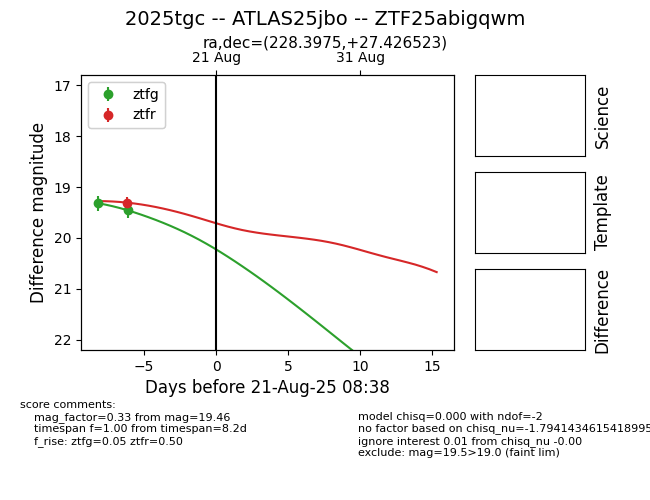 2025tgc -- ATLAS25jbo -- ZTF25abigqwm
ra,dec=(228.3975,+27.426523)
21 Aug
31 Aug
17
18
19
20
21
22
ztfg
ztfr
Difference magnitude
−5
0
5
10
15
Days before 21-Aug-25 08:38
Science
Template
Difference
score comments:
mag_factor=0.33 from mag=19.46
timespan f=1.00 from timespan=8.2d
f_rise: ztfg=0.05 ztfr=0.50
model chisq=0.000 with ndof=-2
no factor based on chisq_nu=-1.7941434615418995
ignore interest 0.01 from chisq_nu -0.00
exclude: mag=19.5>19.0 (faint lim)